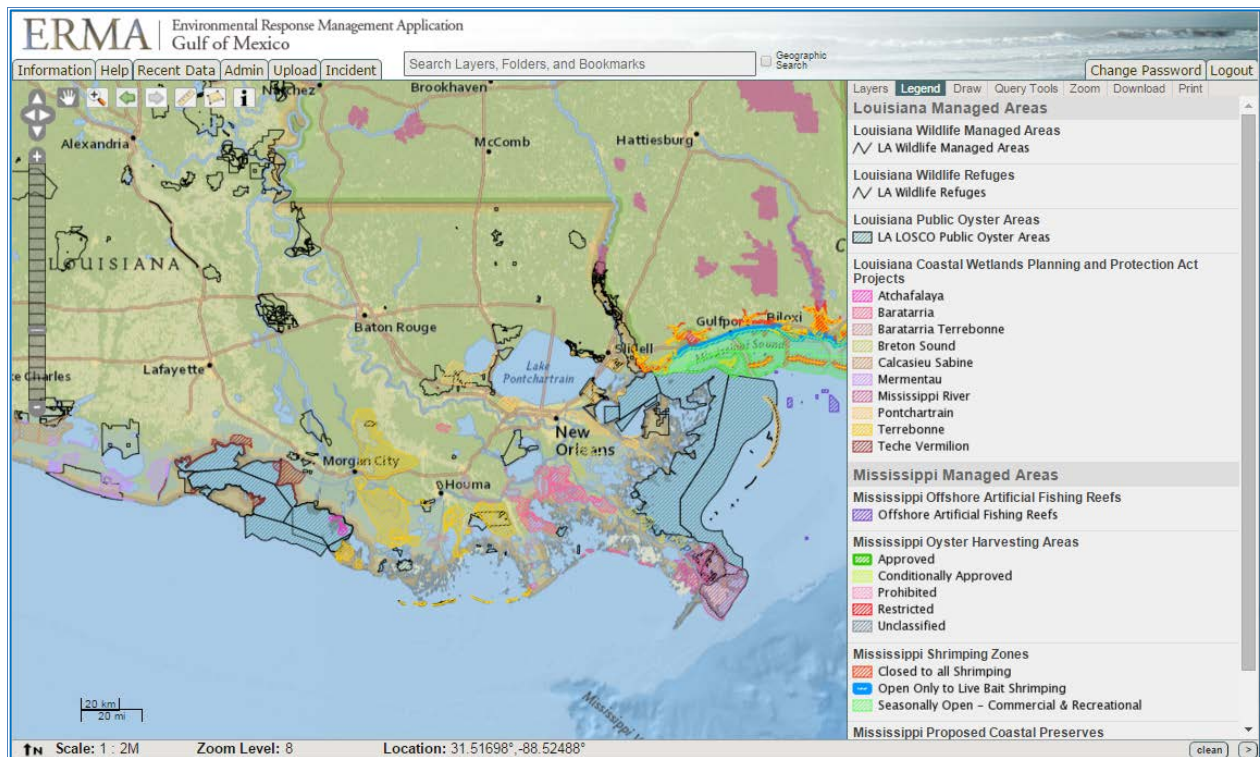 ERMA
Environmental Response Management Application
Gulf of Mexico
Information Help Recent Data Admin Upload Incident
Search Layers, Folders, and Bookmarks
Geographic
Search
Change Password Logout
Layers Legend Draw Query Tools Zoom Download Print
Brookhaven
Alexandria
McComb
Hattiesburg
LOUISIANA
Baton Rouge
Gulfpor
Biloxi
Slidell
Mississippi Sound
Lake
Pontchartrain
Lafayette
e Charles
New
Orleans
Morgan City
Houma
Mississippi
20 km
20 mi
Louisiana Managed Areas
Louisiana Wildlife Managed Areas
LA Wildlife Managed Areas
Louisiana Wildlife Refuges
LA Wildlife Refuges
Louisiana Public Oyster Areas
LA LOSCO Public Oyster Areas
Louisiana Coastal Wetlands Planning and Protection Act
Projects
Atchafalaya
Baratarria
Baratarria Terrebonne
Breton Sound
Calcasieu Sabine
Mermentau
Mississippi River
Pontchartrain
Terrebonne
Teche Vermilion
Mississippi Managed Areas
Mississippi Offshore Artificial Fishing Reefs
Offshore Artificial Fishing Reefs
Mississippi Oyster Harvesting Areas
Approved
Conditionally Approved
Prohibited
Restricted
Unclassified
Mississippi Shrimping Zones
Closed to all Shrimping
Open Only to Live Bait Shrimping
Seasonally Open - Commercial & Recreational
Mississippi Proposed Coastal Preserves
N Scale: 1 : 2M Zoom Level: 8 Location: 31.51698°,-88.52488°
clean >